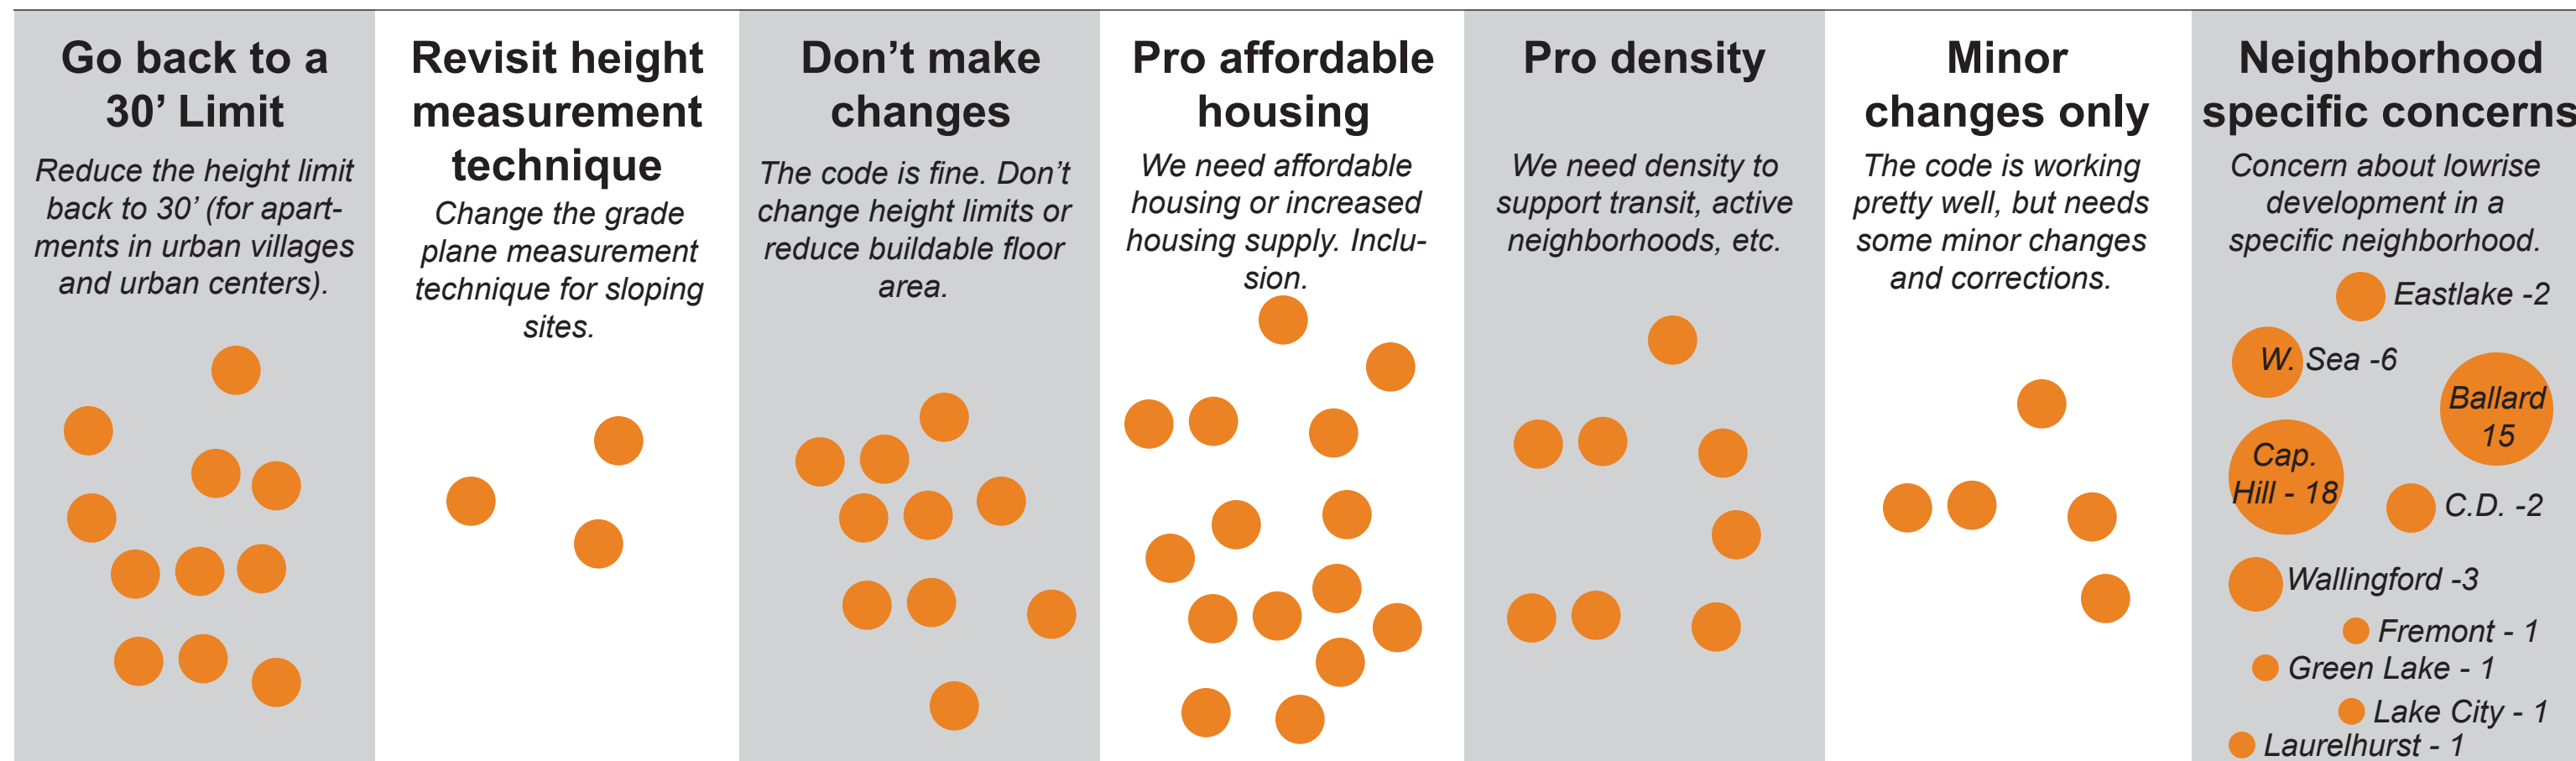 Go back to a
30’ Limit
Reduce the height limit
back to 30’ (for apart-
ments in urban villages
and urban centers).
Revisit height
measurement
technique
Change the grade
plane measurement
technique for sloping
sites.
Don’t make
changes
The code is fine. Don’t
change height limits or
reduce buildable floor
area.
Pro affordable
housing
We need affordable
housing or increased
housing supply. Inclu-
sion.
Pro density
We need density to
support transit, active
neighborhoods, etc.
Minor
changes only
The code is working
pretty well, but needs
some minor changes
and corrections.
Neighborhood
specific concerns
Concern about lowrise
development in a
specific neighborhood.
Eastlake -2
W. Sea -6
Ballard
15
Cap.
Hill - 18
C.D. -2
Wallingford -3
Fremont - 1
Green Lake - 1
Lake City - 1
Laurelhurst - 1